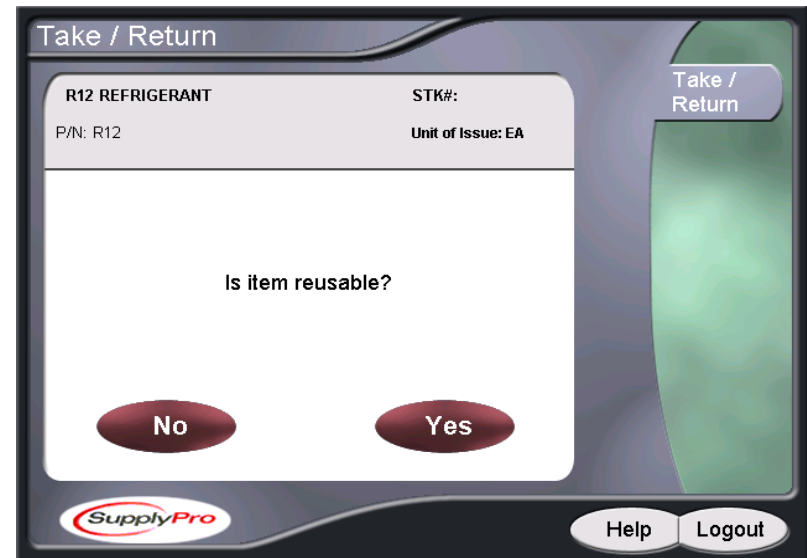 Take / Return
R12 REFRIGERANT STK#:
P/N: R12 Unit of Issue: EA
Take /
Return
Is item reusable?
No Yes
SupplyPro
Help Logout